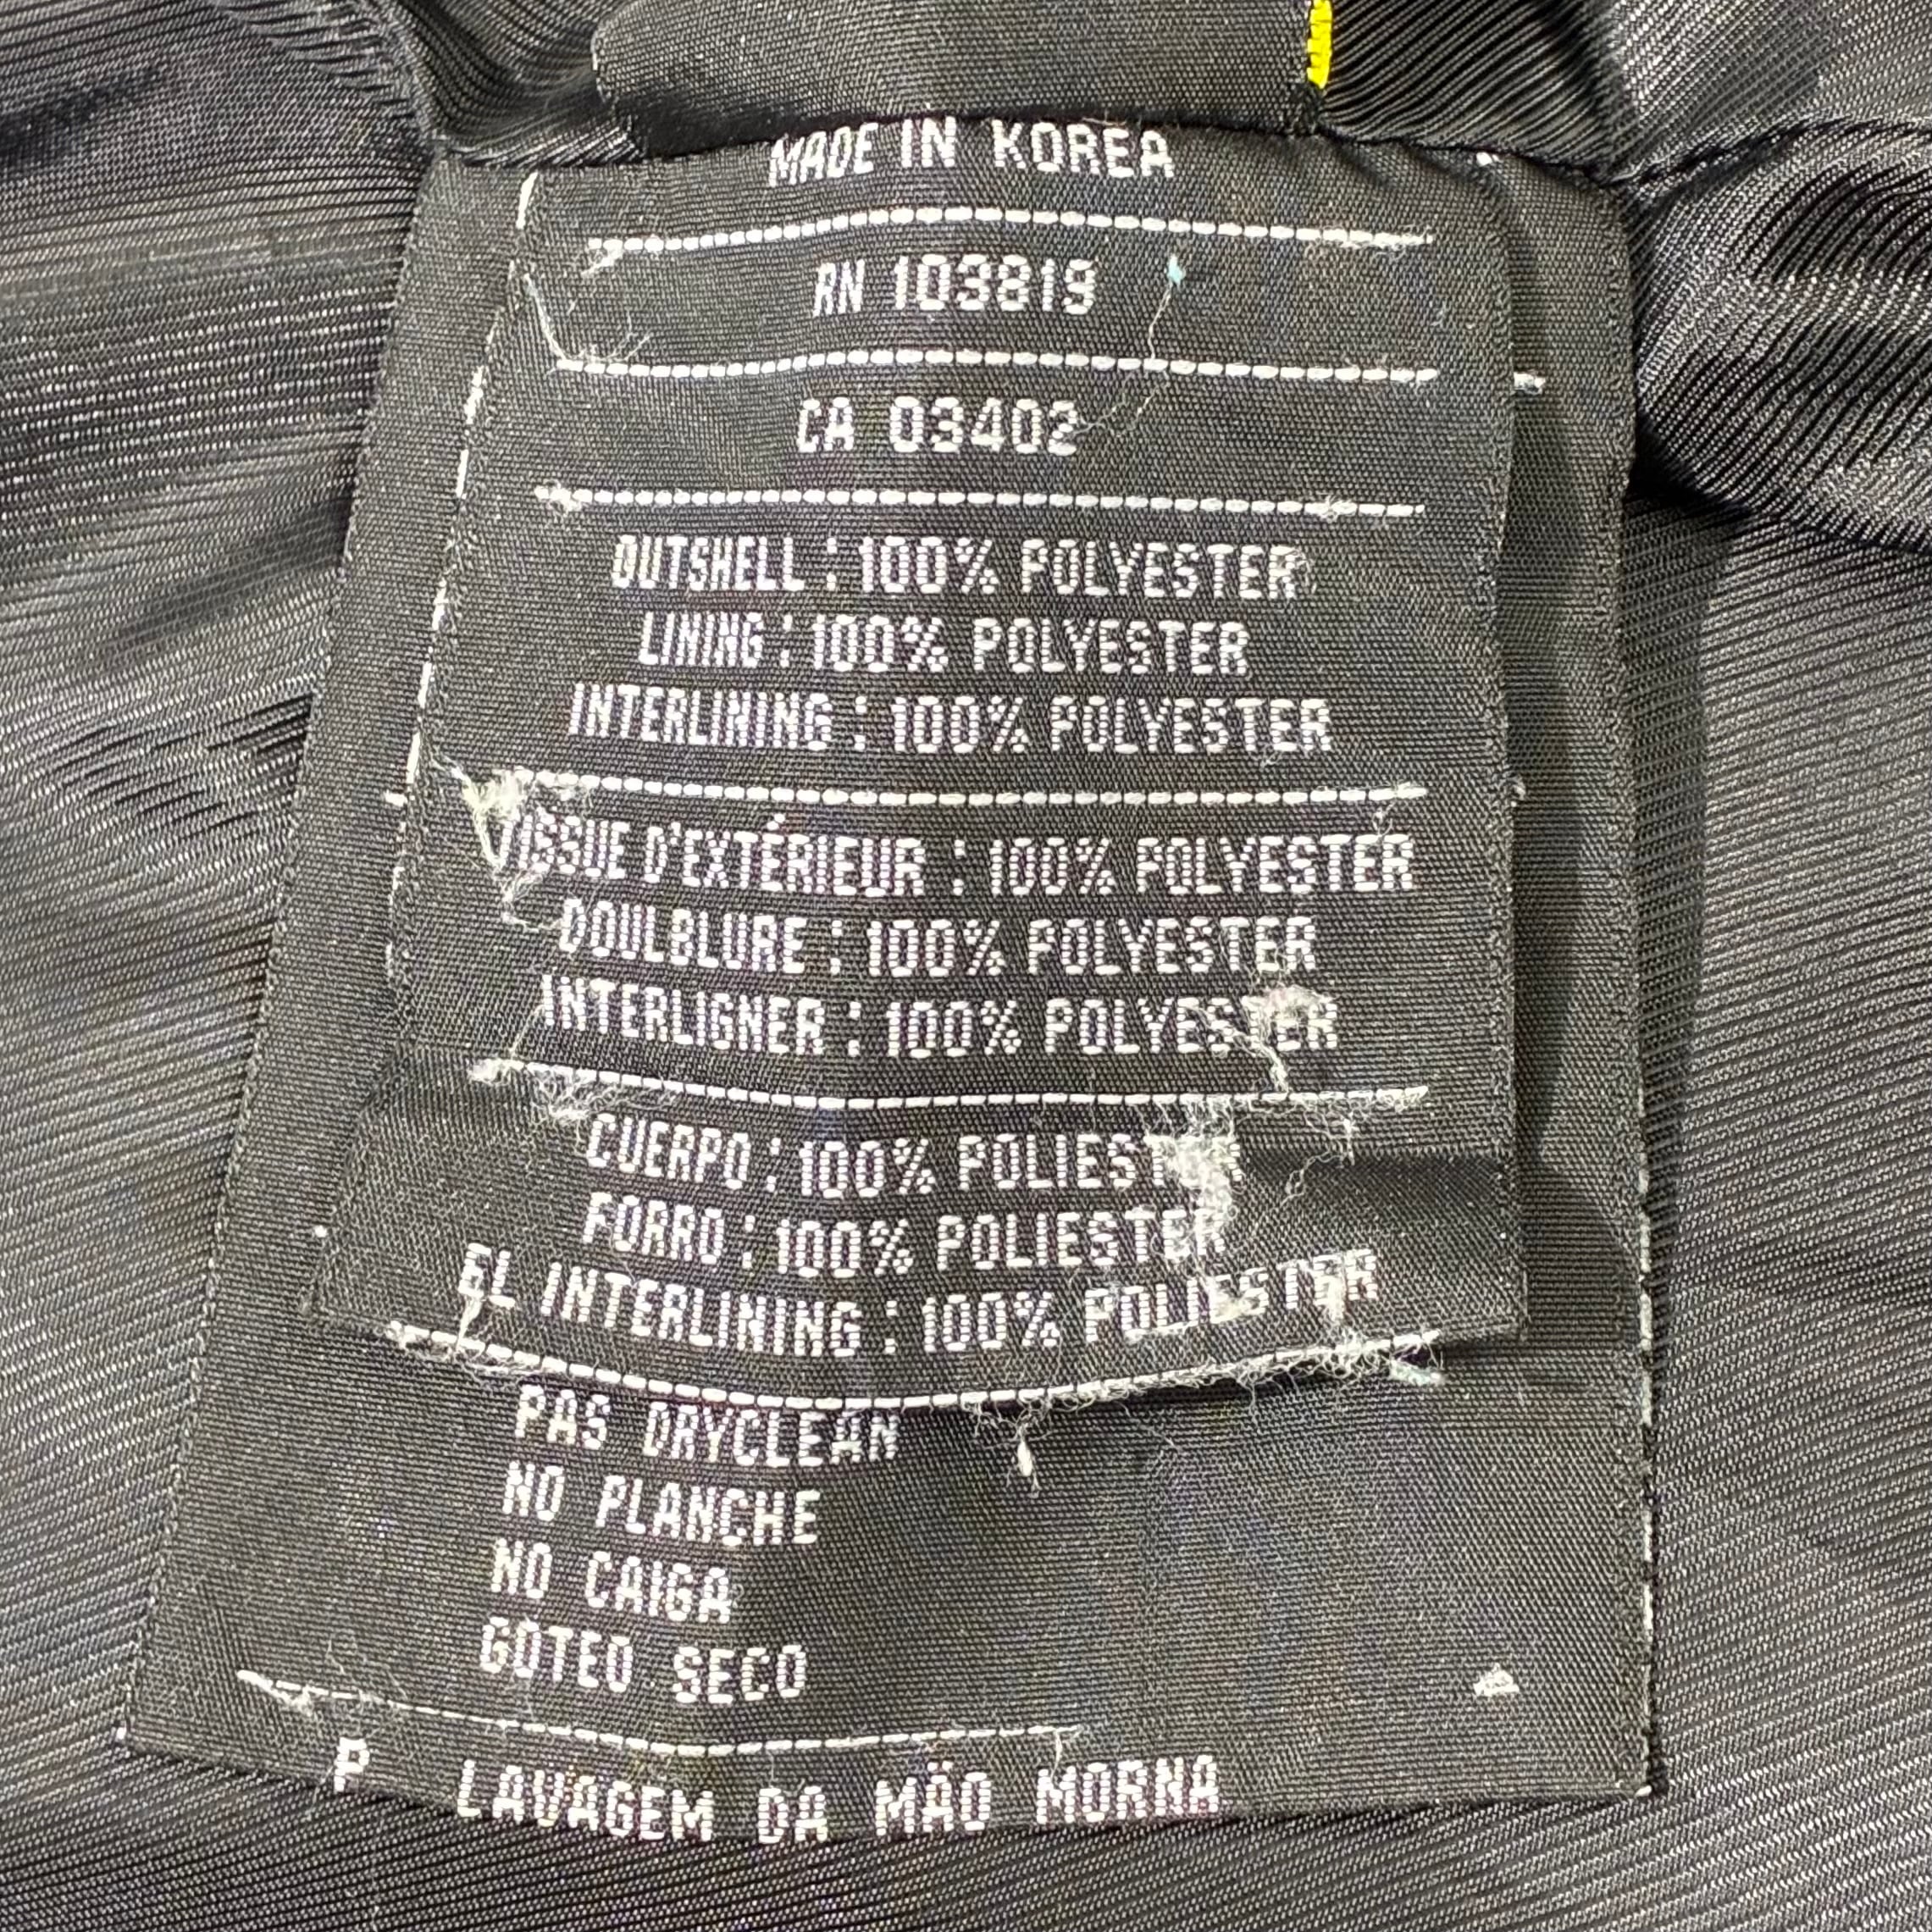 MADE IN KOREA
RN 103819
CA 03402
OUTSHELL : 100% POLYESTER
LINING : 100% POLYESTER
INTERLINING : 100% POLYESTER
TISSUE D'EXTÉRIEUR : 100% POLYESTER
DOULBLURE : 100% POLYESTER
INTERLIGNER : 100% POLYESTER
CUERPO : 100% POLIESTER
FORRO : 100% POLIESTER
EL INTERLINING : 100% POLIESTER
PAS DRYCLEAN
NO PLANCHE
NO CAIGA
GOTEO SECO
P LAVAGEM DA MÃO MORNA